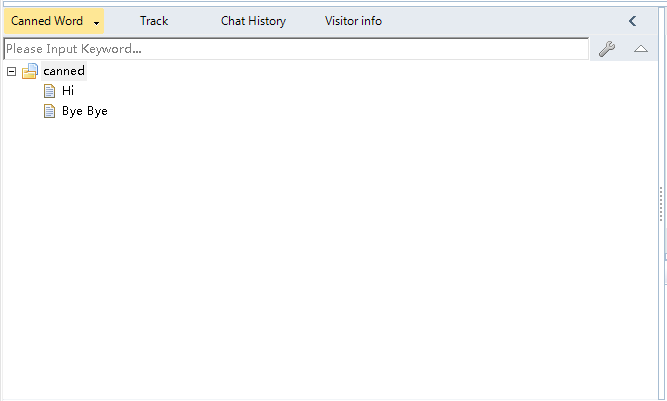 Canned Word Track Chat History Visitor info
Please Input Keyword...
canned
Hi
Bye Bye